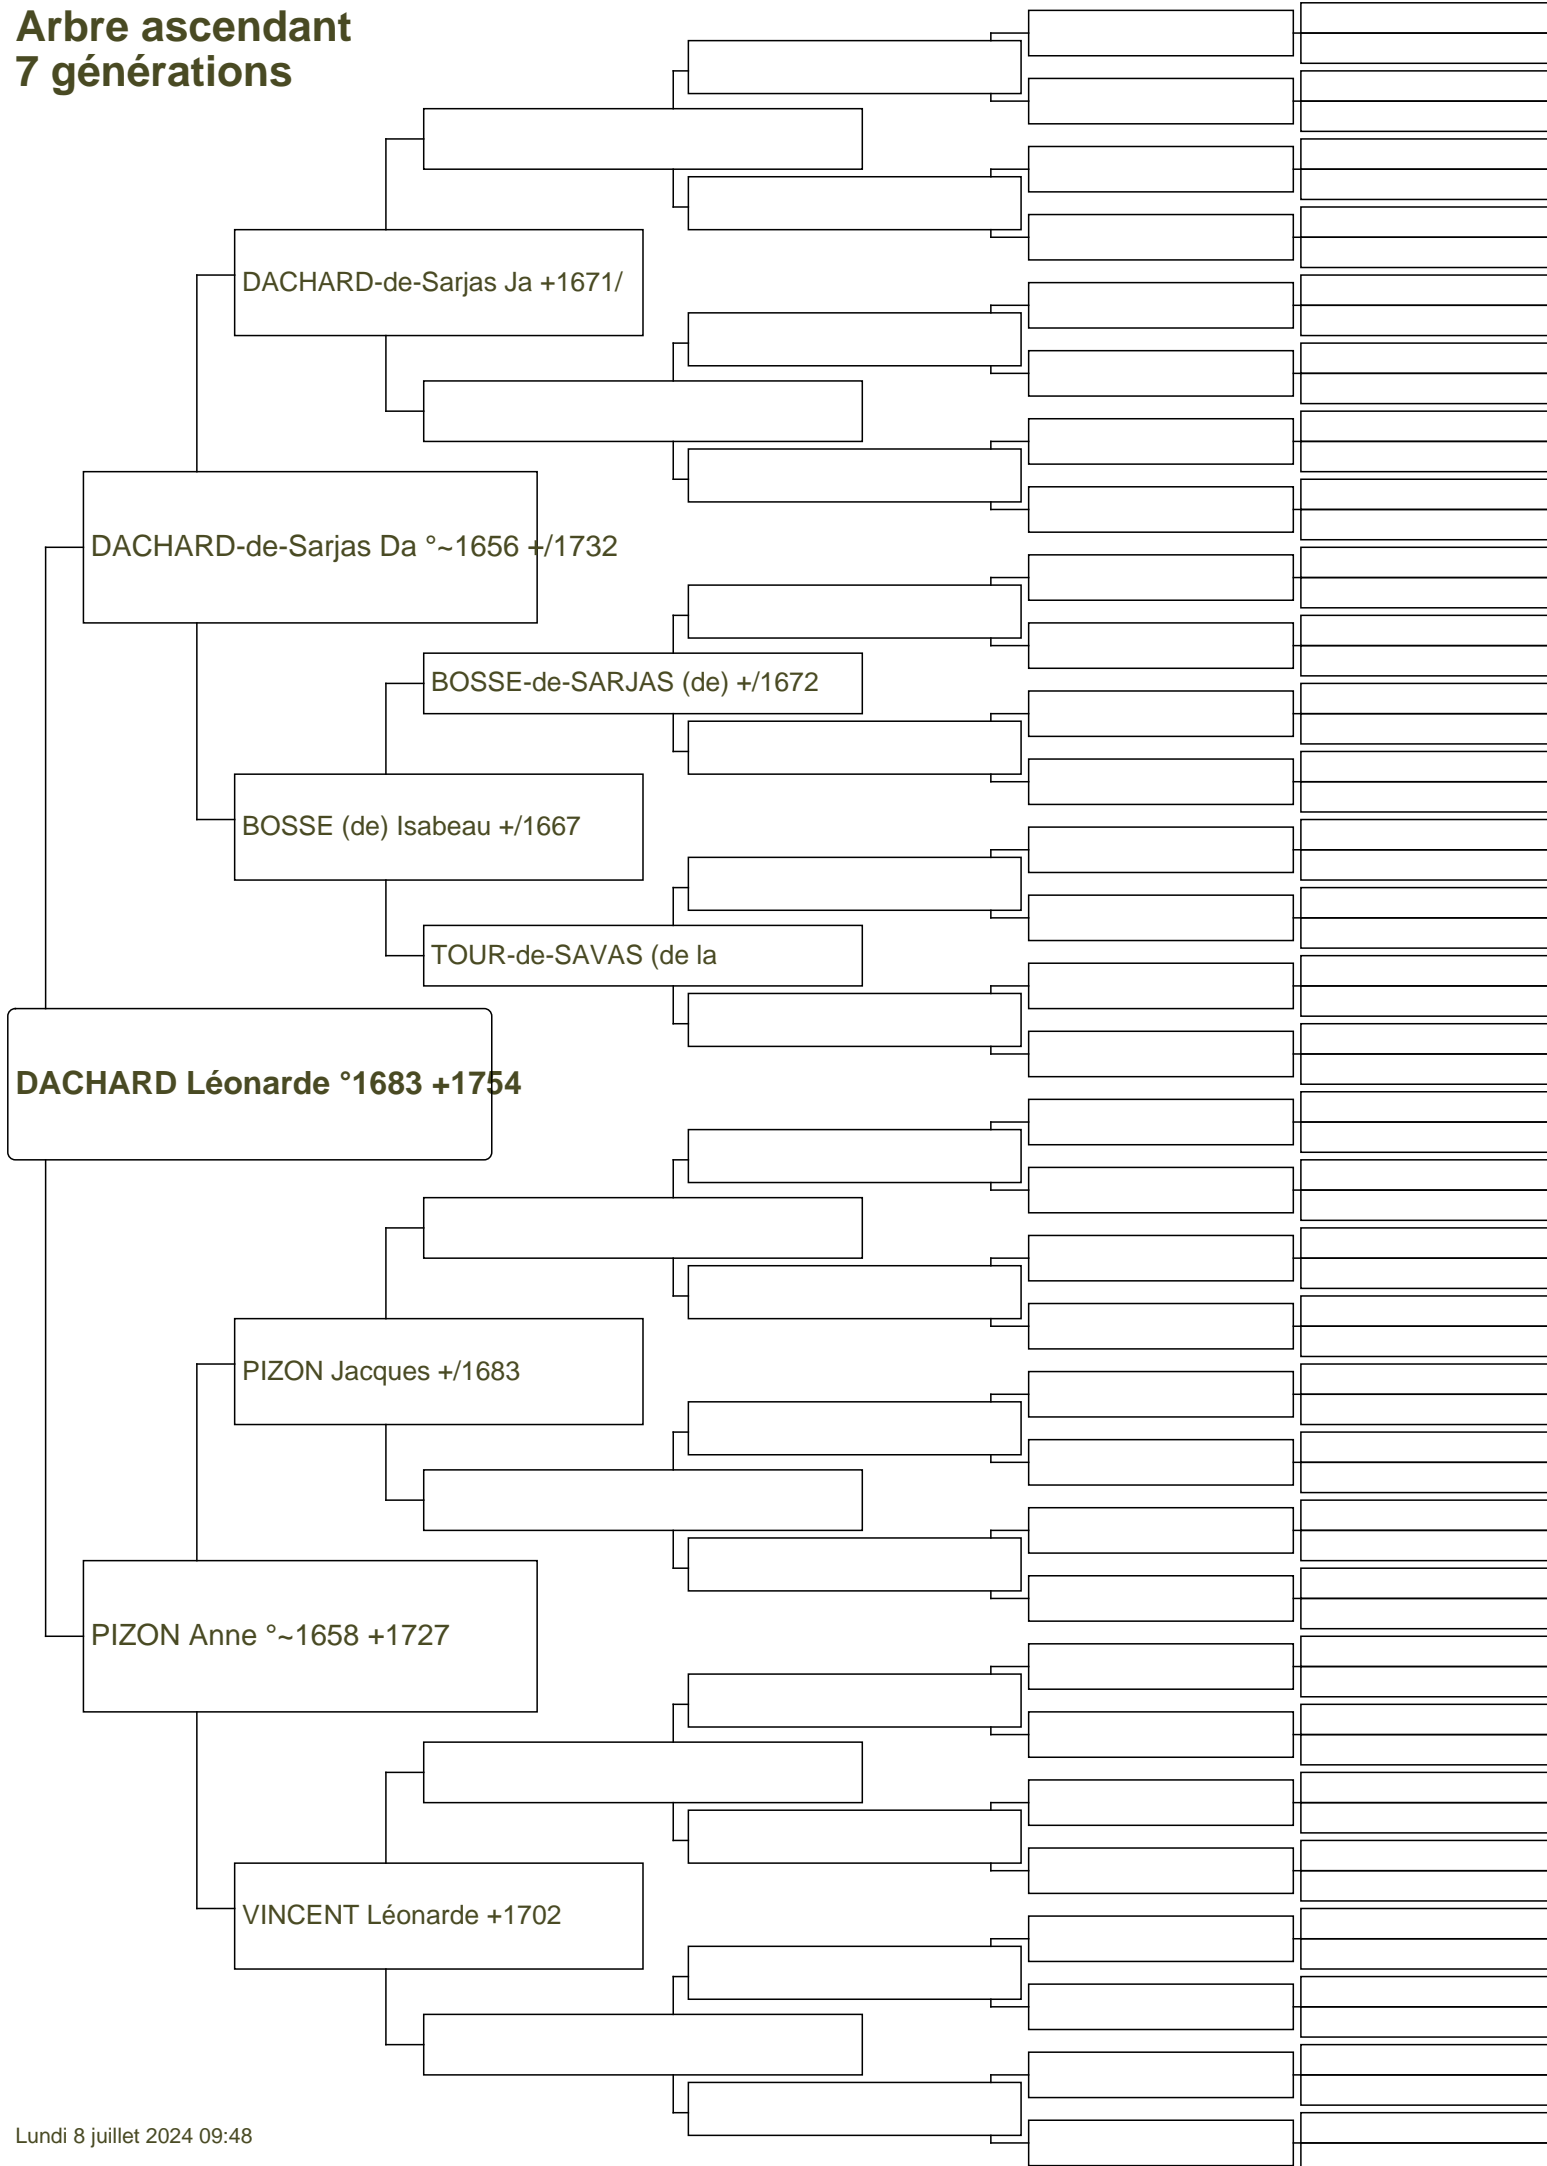 Arbre ascendant
7 générations
DACHARD-de-Sarjas Ja +1671/
DACHARD-de-Sarjas Da °~1656 +/1732
BOSSE-de-SARJAS (de) +/1672
BOSSE (de) Isabeau +/1667
TOUR-de-SAVAS (de la
DACHARD Léonarde °1683 +1754
PIZON Jacques +/1683
PIZON Anne °~1658 +1727
VINCENT Léonarde +1702
Lundi 8 juillet 2024 09:48